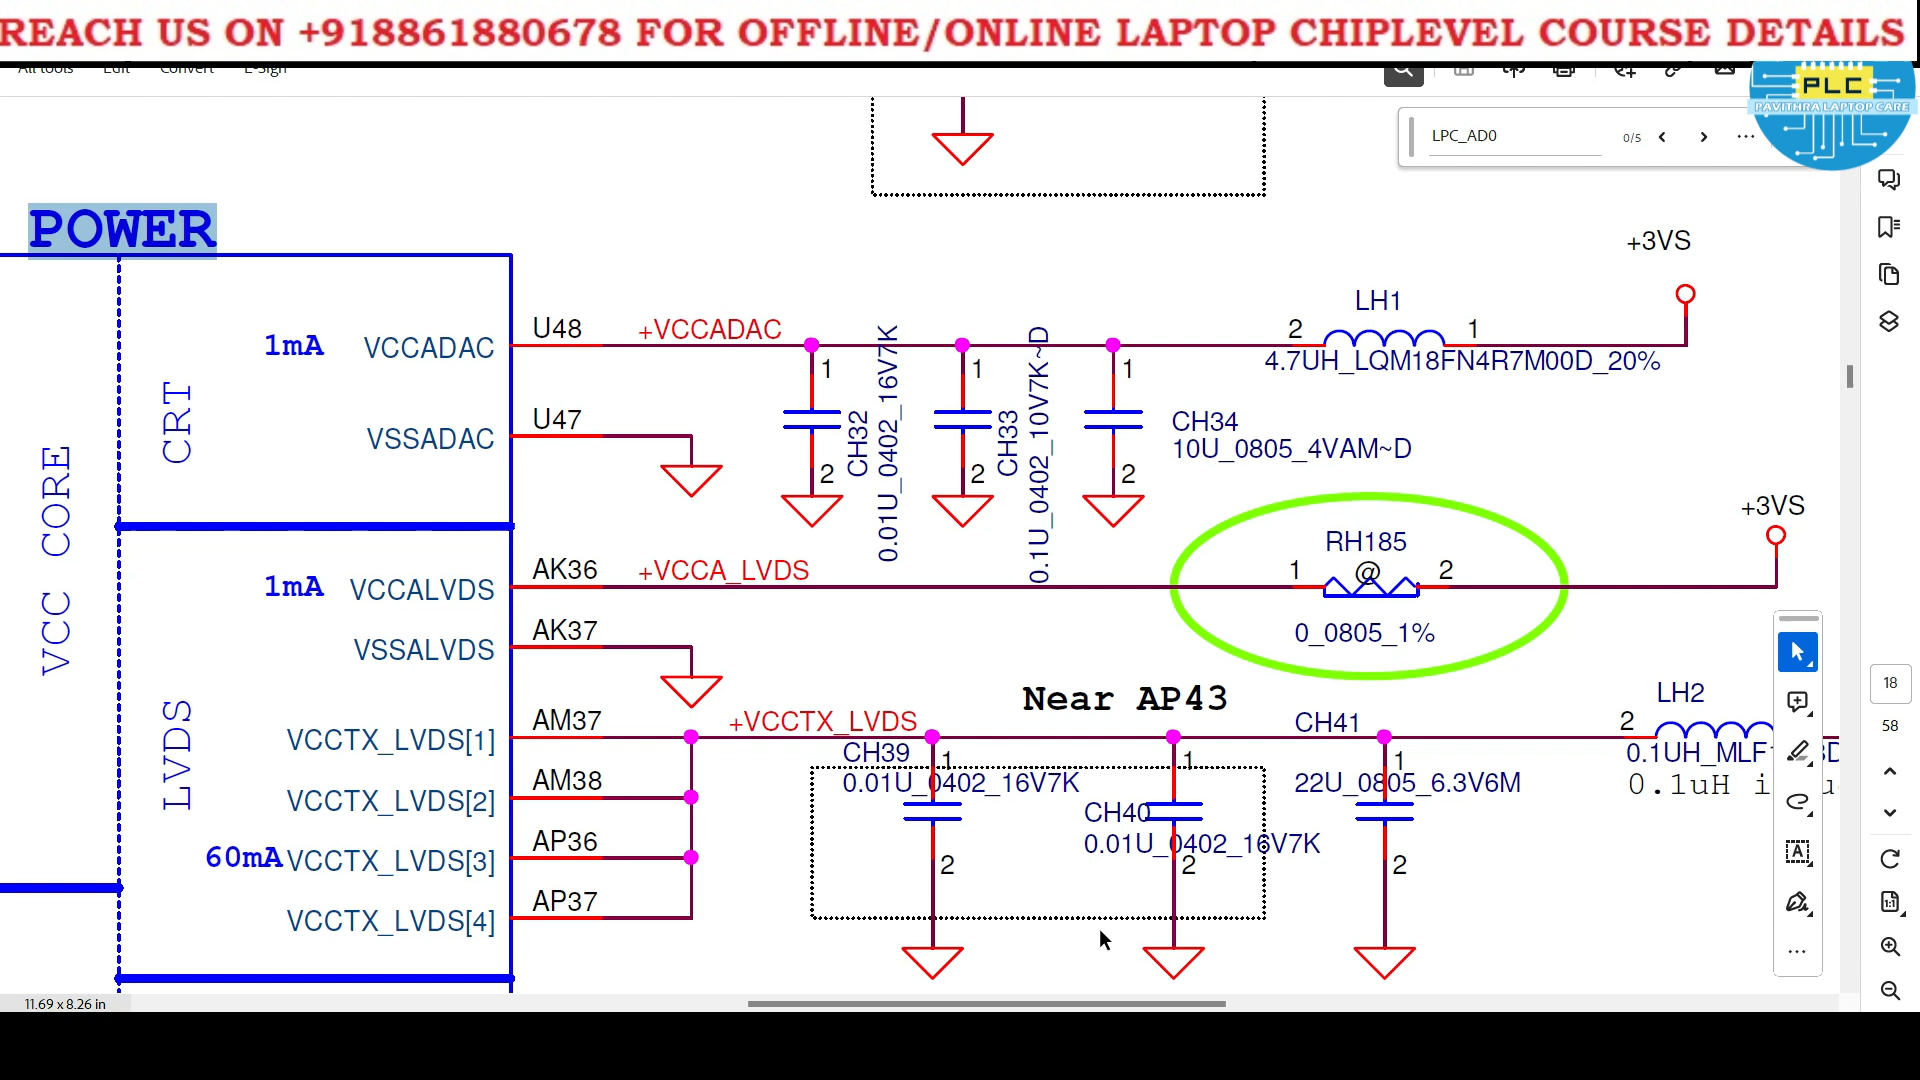 REACH US ON +918861880678 FOR OFFLINE/ONLINE LAPTOP CHIPLEVEL COURSE DETAILS
All tools Edit Convert E-Sign
PLC
PAVITHRA LAPTOP CARE
LPC_AD0 0/5
POWER
+3VS
LH1
U48 +VCCADAC 2 1
1mA VCCADAC
4.7UH_LQM18FN4R7M00D_20%
1 1 1
CRT
U47
VSSADAC
CH32
0.01U_0402_16V7K
CH33
0.1U_0402_10V7K~D
CH34
10U_0805_4VAM~D
2 2 2
VCC CORE
+3VS
RH185
AK36 +VCCA_LVDS 1 @ 2
1mA VCCALVDS
0_0805_1%
AK37
VSSALVDS
Near AP43
LH2
LVDS
AM37 +VCCTX_LVDS CH41 2
VCCTX_LVDS[1]
CH39 1 1 1
0.01U_0402_16V7K 22U_0805_6.3V6M
0.1UH_MLF
0.1uH i
AM38
VCCTX_LVDS[2]
CH40
0.01U_0402_16V7K
AP36
60mA VCCTX_LVDS[3]
2 2 2
AP37
VCCTX_LVDS[4]
18
58
11.69 x 8.26 in